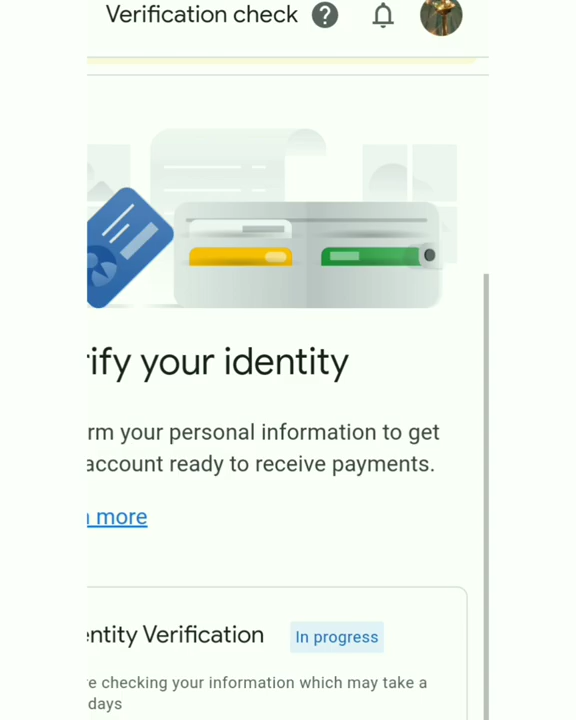 Verification check
ify your identity
rm your personal information to get
account ready to receive payments.
more
ntity Verification
In progress
e checking your information which may take a
days